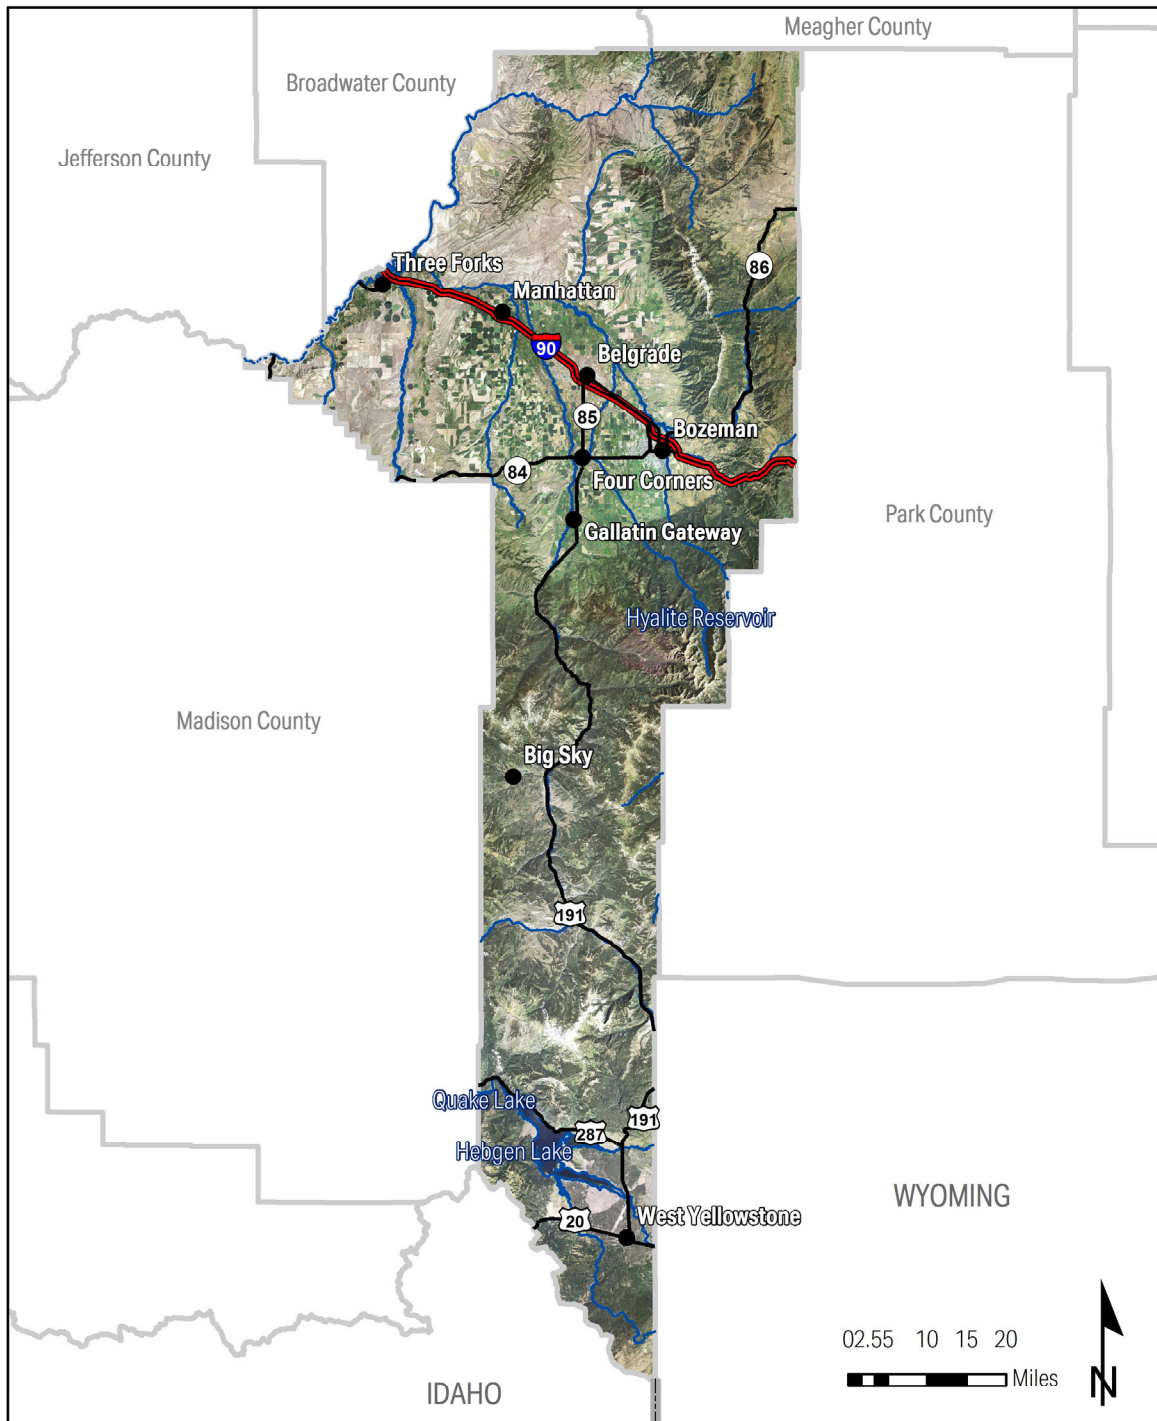 Meagher County
Broadwater County
Jefferson County
Three Forks
86
Manhattan
90
Belgrade
85
Bozeman
84
Four Corners
Park County
Gallatin Gateway
Hyalite Reservoir
Madison County
Big Sky
191
Quake Lake
191
287
Hebgen Lake
WYOMING
20
West Yellowstone
02.55 10 15 20
Miles
N
IDAHO